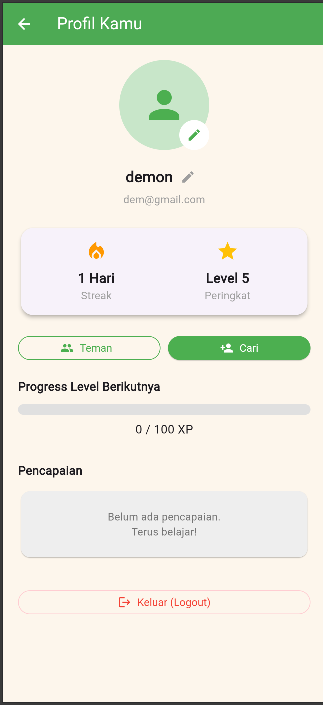 Profil Kamu
demon
dem@gmail.com
1 Hari
Streak
Level 5
Peringkat
Teman
Cari
Progress Level Berikutnya
0 / 100 XP
Pencapaian
Belum ada pencapaian.
Terus belajar!
Keluar (Logout)